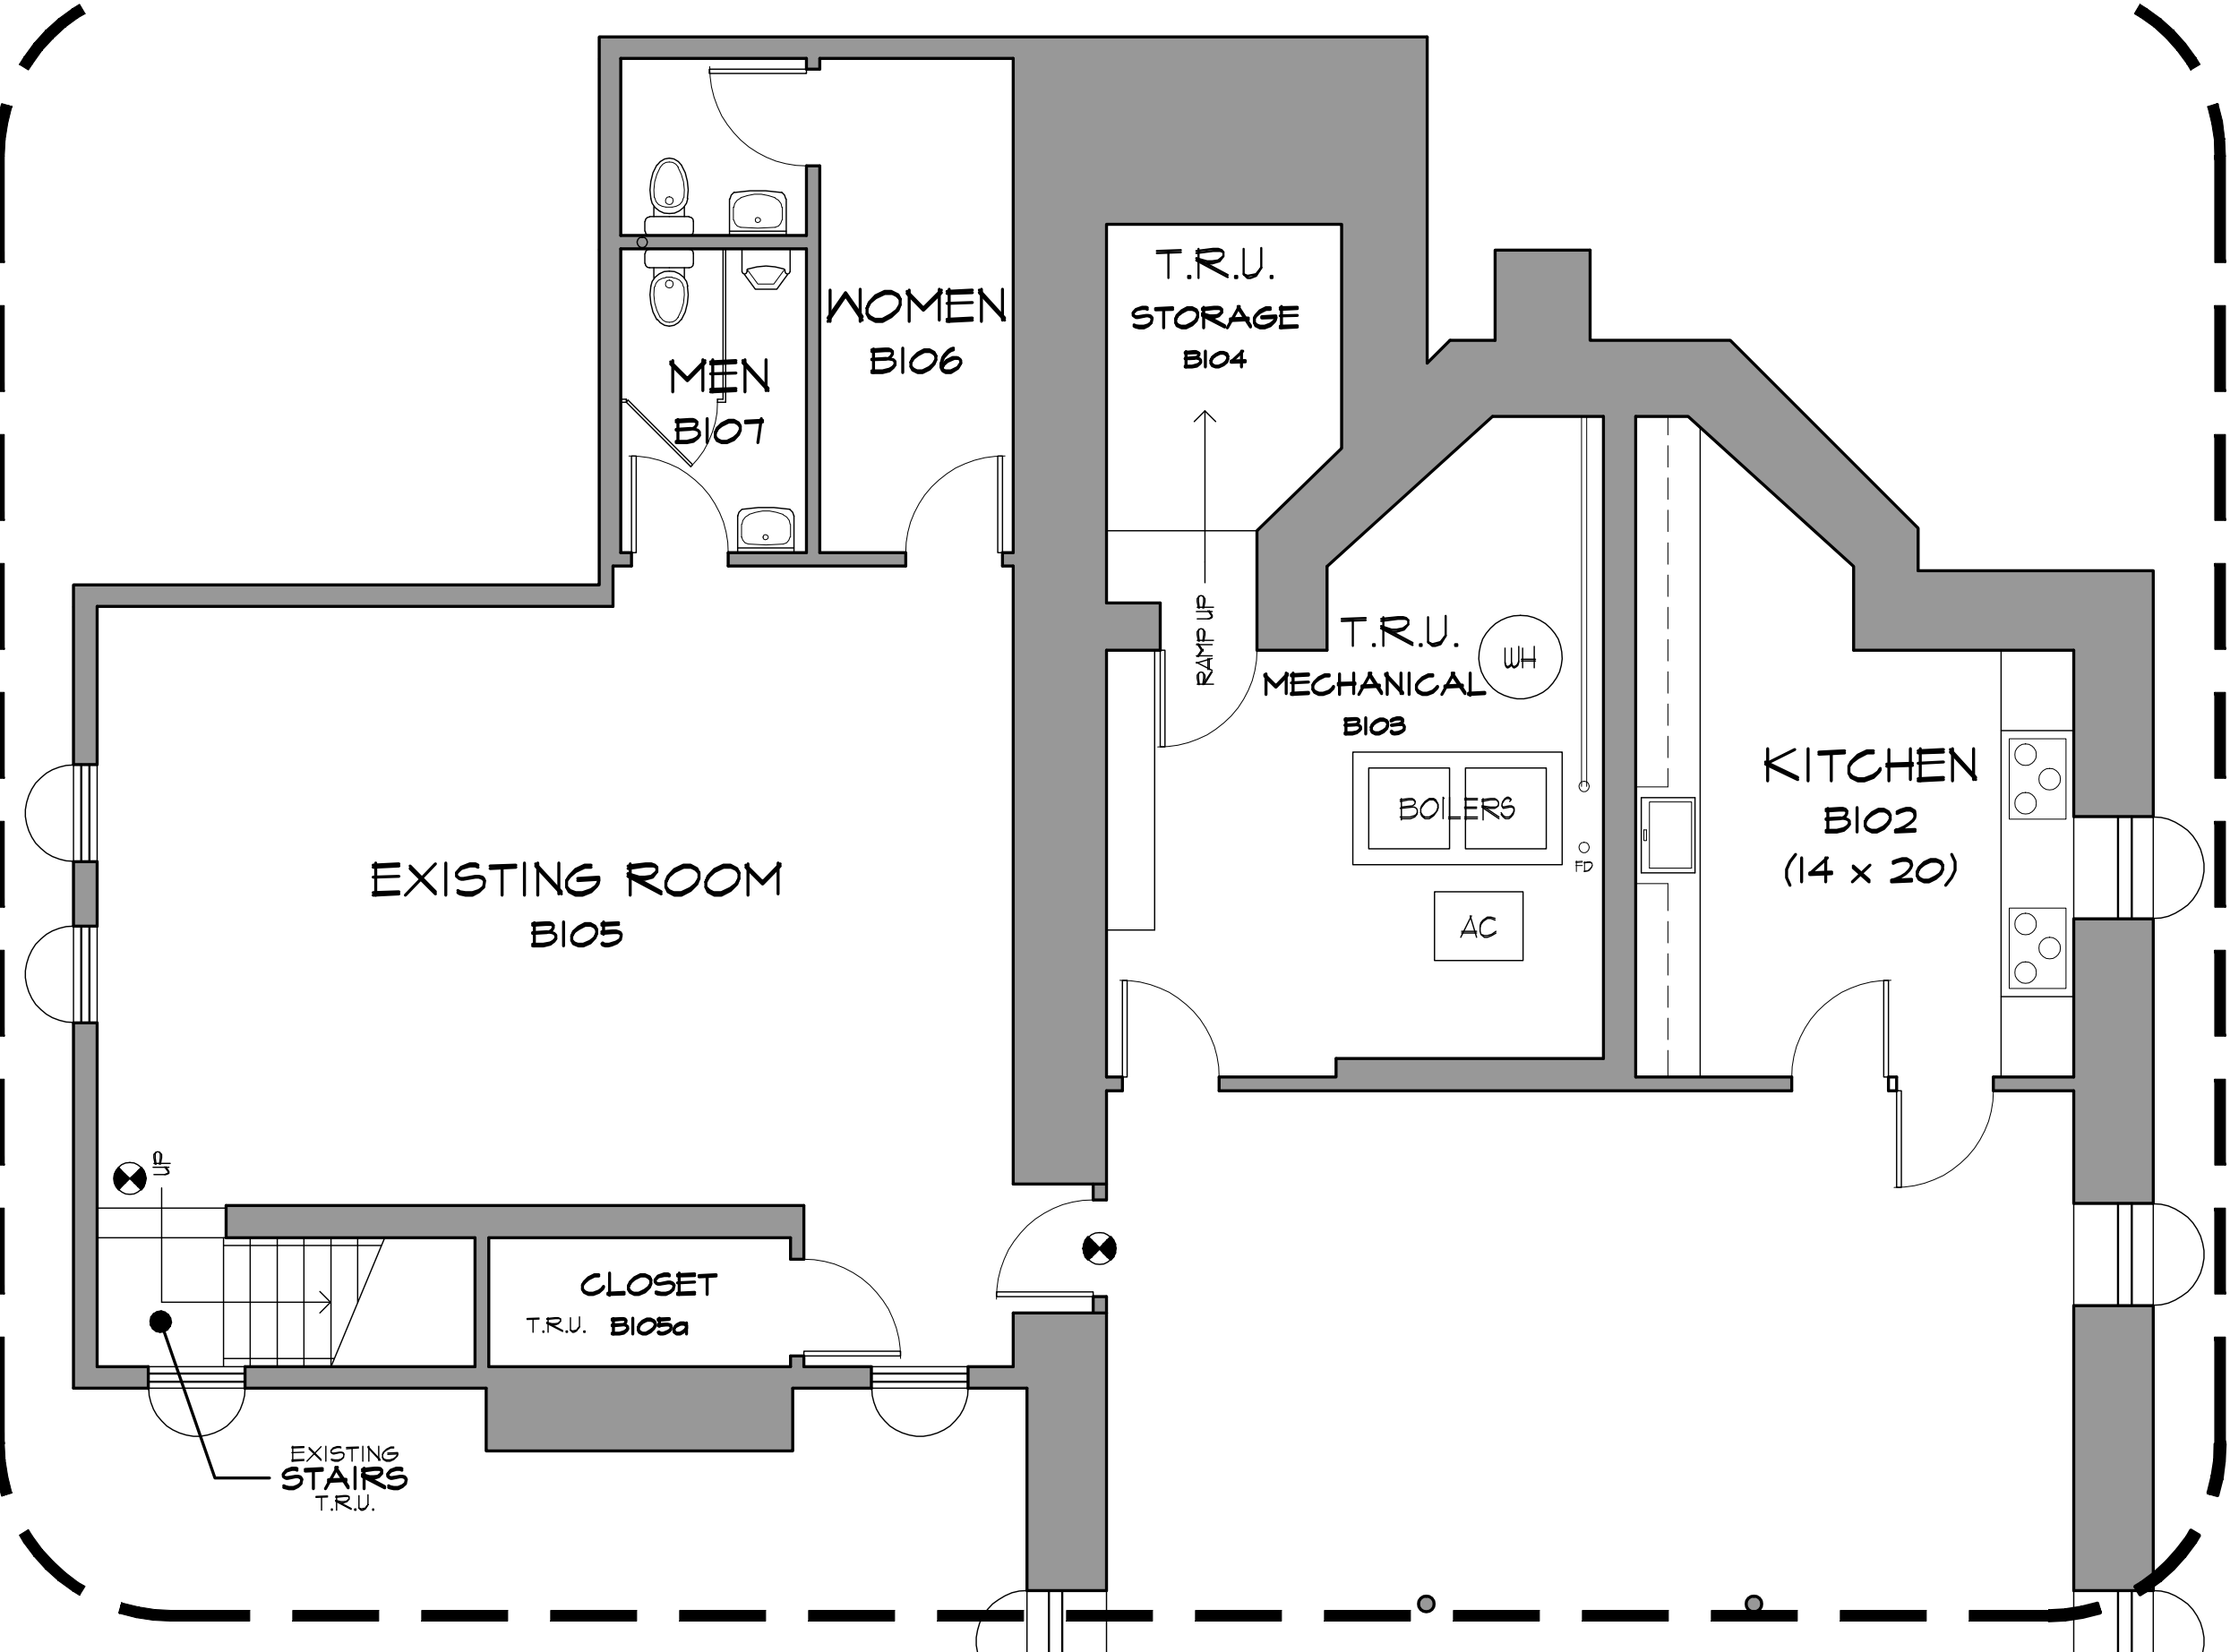 T.R.U.
STORAGE
B104
WOMEN
B106
MEN
B107
RAMP UP
T.R.U.
MECHANICAL
B103
WH
KITCHEN
B102
(14 x 20)
BOILERS
FD
AC
EXISTING ROOM
B105
UP
CLOSET
T.R.U. B105a
EXISTING
STAIRS
T.R.U.